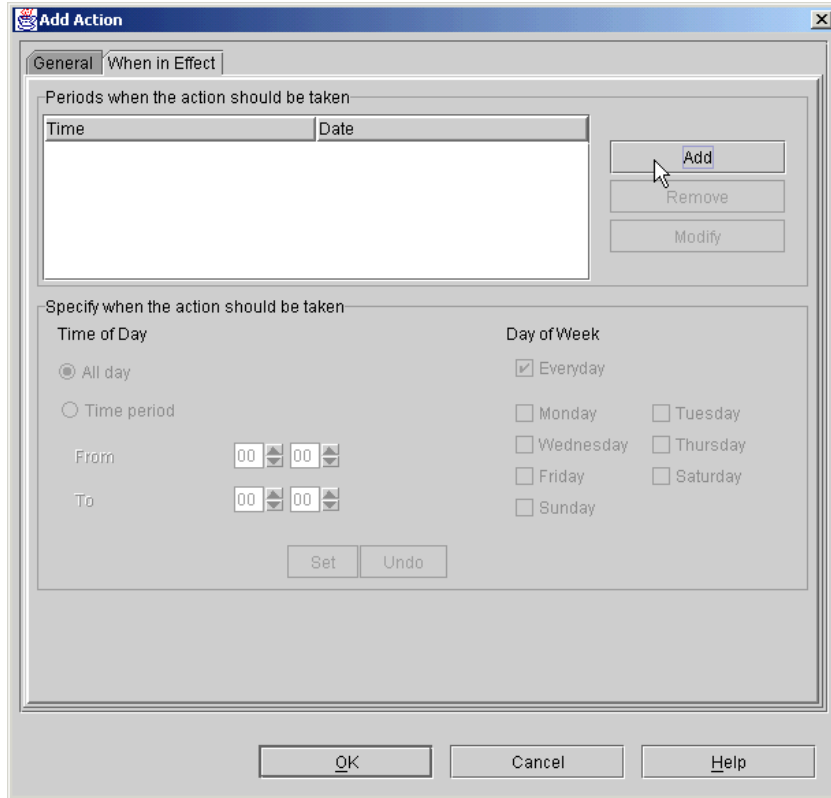 Add Action
General When in Effect
Periods when the action should be taken
Time Date
Add
Remove
Modify
Specify when the action should be taken
Time of Day Day of Week
All day Everyday
Time period Monday Tuesday
Wednesday Thursday
From 00 00
Friday Saturday
To 00 00
Sunday
Set Undo
OK Cancel Help